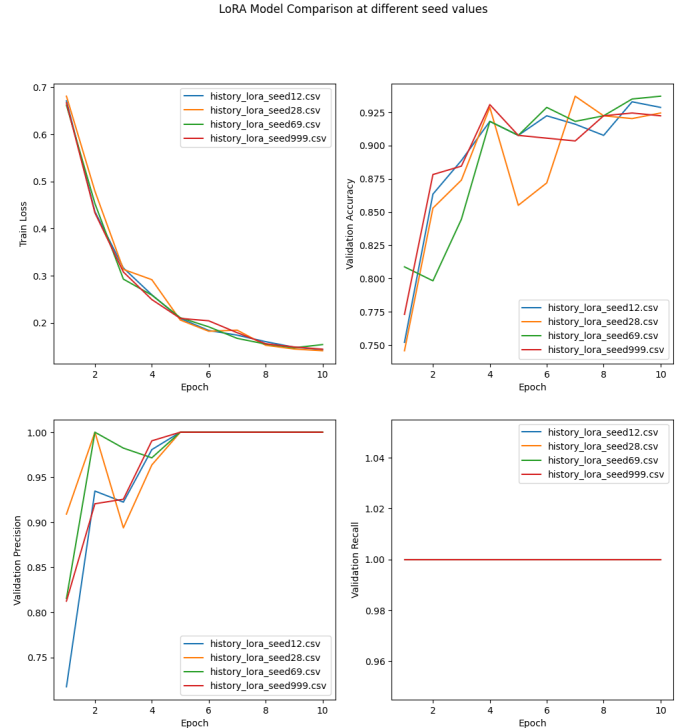 LoRA Model Comparison at different seed values
0.7
0.6
0.5
0.4
0.3
0.2
Train Loss
history_lora_seed12.csv
history_lora_seed28.csv
history_lora_seed69.csv
history_lora_seed999.csv
2
4
6
8
10
Epoch
0.925
0.900
0.875
0.850
0.825
0.800
0.775
0.750
Validation Accuracy
history_lora_seed12.csv
history_lora_seed28.csv
history_lora_seed69.csv
history_lora_seed999.csv
2
4
6
8
10
Epoch
1.00
0.95
0.90
0.85
0.80
0.75
Validation Precision
history_lora_seed12.csv
history_lora_seed28.csv
history_lora_seed69.csv
history_lora_seed999.csv
2
4
6
8
10
Epoch
1.04
1.02
1.00
0.98
0.96
Validation Recall
history_lora_seed12.csv
history_lora_seed28.csv
history_lora_seed69.csv
history_lora_seed999.csv
2
4
6
8
10
Epoch